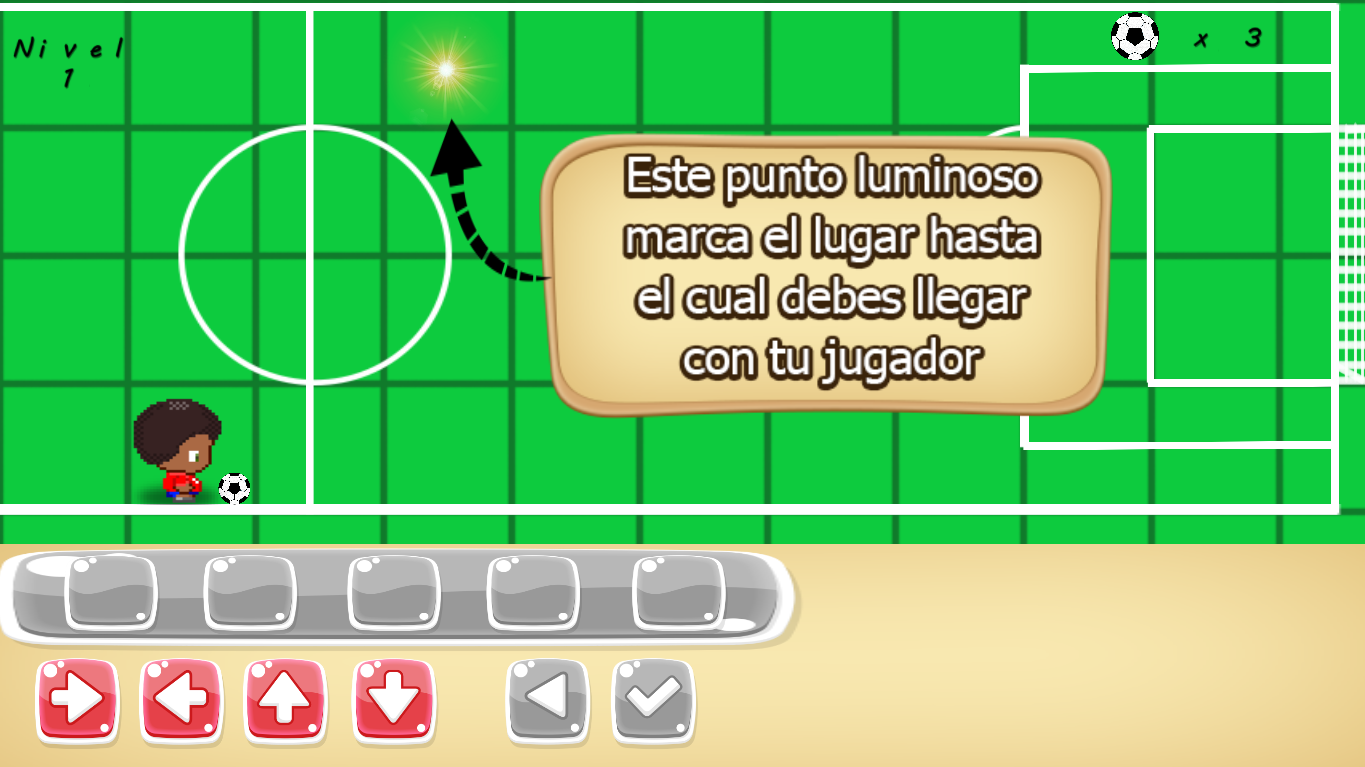 Nivel
1
x 3
Este punto luminoso
marca el lugar hasta
el cual debes llegar
con tu jugador